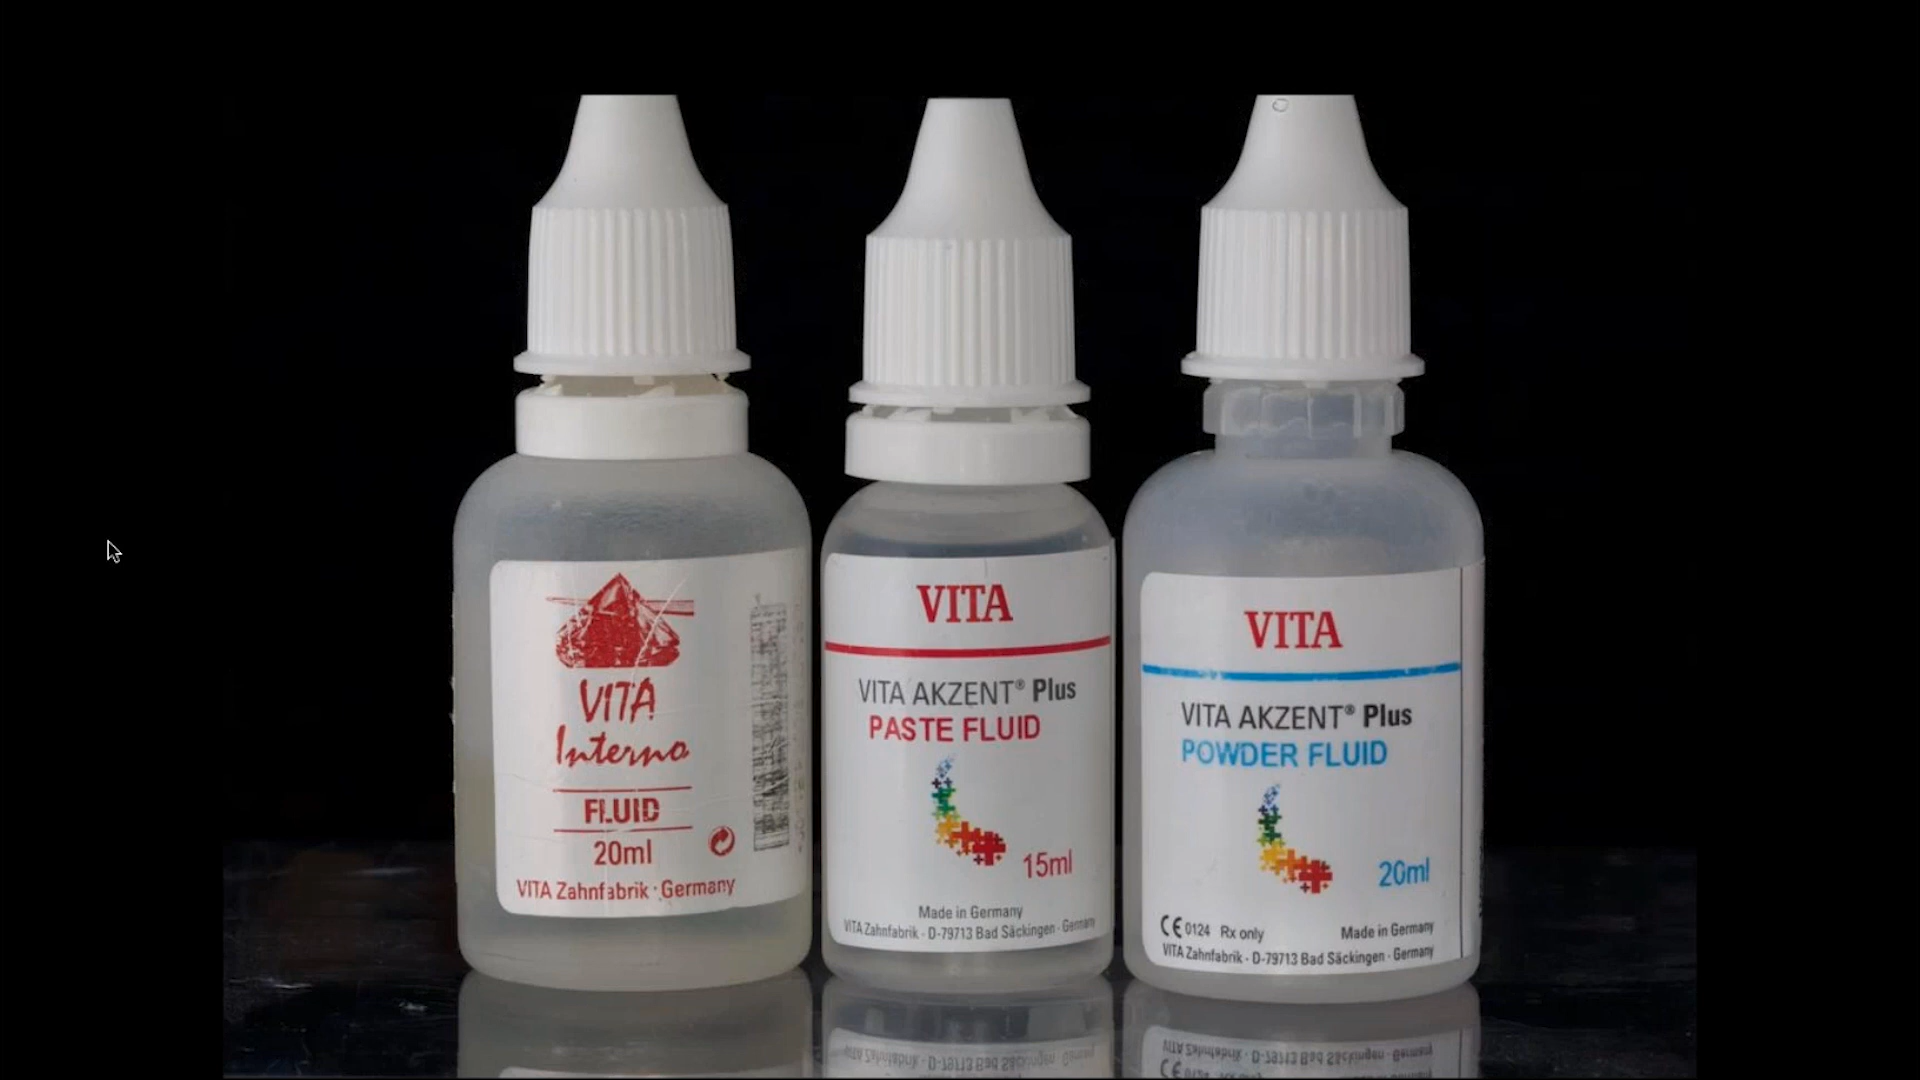 VITA
Interno
FLUID
20ml
VITA Zahnfabrik · Germany
VITA
VITA AKZENT® Plus
PASTE FLUID
15ml
Made in Germany
VITA Zahnfabrik - D-79713 Bad Säckingen - Germany
VITA
VITA AKZENT® Plus
POWDER FLUID
20ml
CE 0124 Rx only Made in Germany
VITA Zahnfabrik - D-79713 Bad Säckingen - Germany